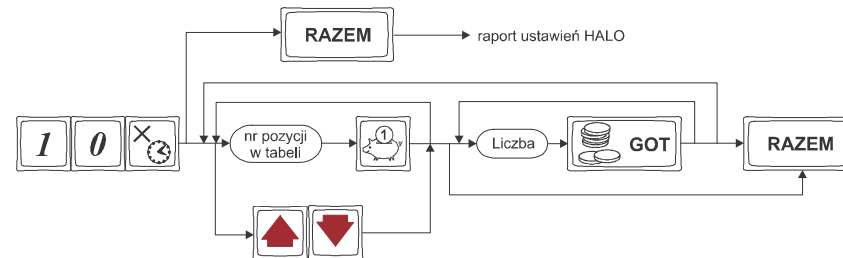 RAZEM
raport ustawień HALO
1 0 X
nr pozycji
w tabeli
1
Liczba
GOT
RAZEM